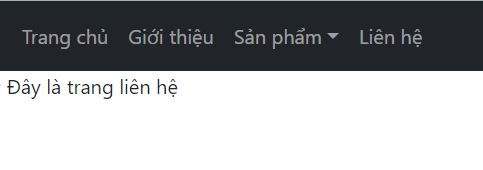 Trang chủ Giới thiệu Sản phẩm Liên hệ
Đây là trang liên hệ